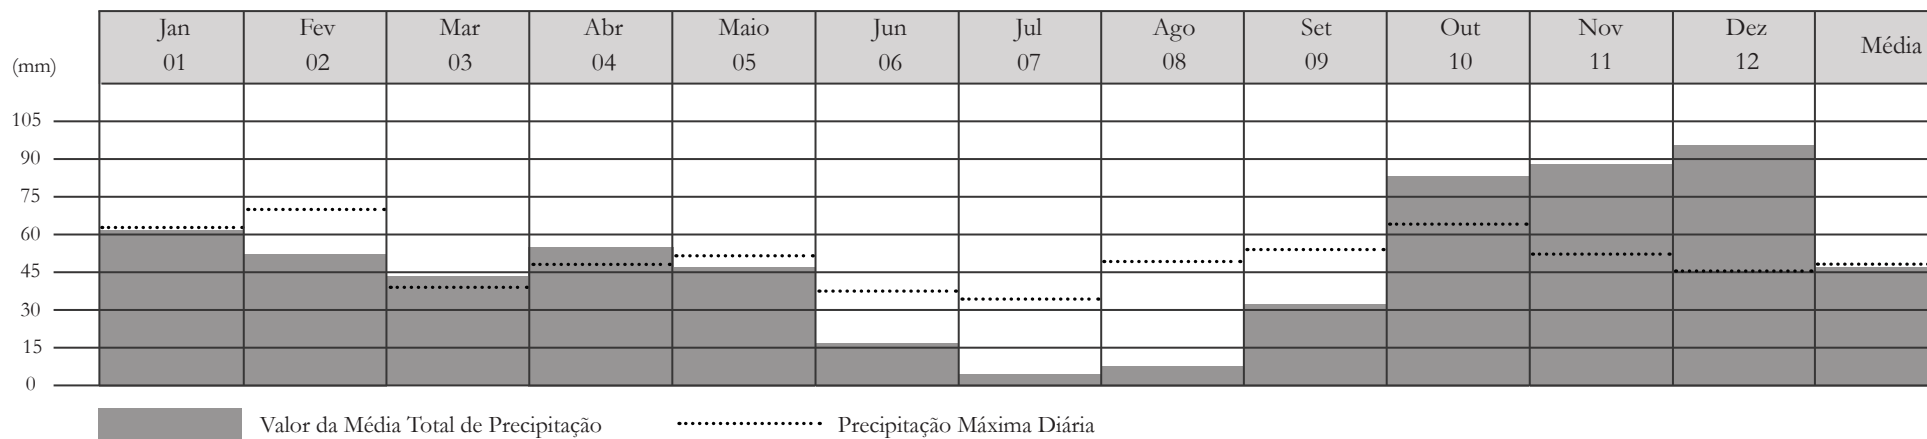 Jan Fev Mar Abr Maio Jun Jul Ago Set Out Nov Dez
Média
(mm) 01 02 03 04 05 06 07 08 09 10 11 12
105
90
75
60
45
30
15
0
Valor da Média Total de Precipitação Precipitação Máxima Diária